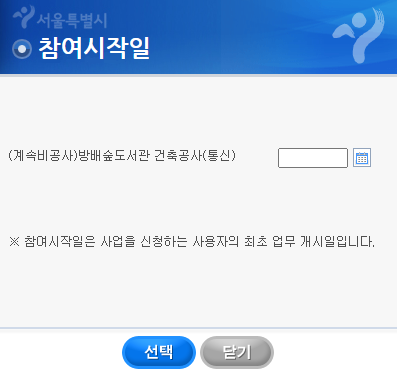 서울특별시
참여시작일
(계속비공사)방배숲도서관 건축공사(통신)
※ 참여시작일은 사업을 신청하는 사용자의 최초 업무 개시일입니다.
선택 닫기